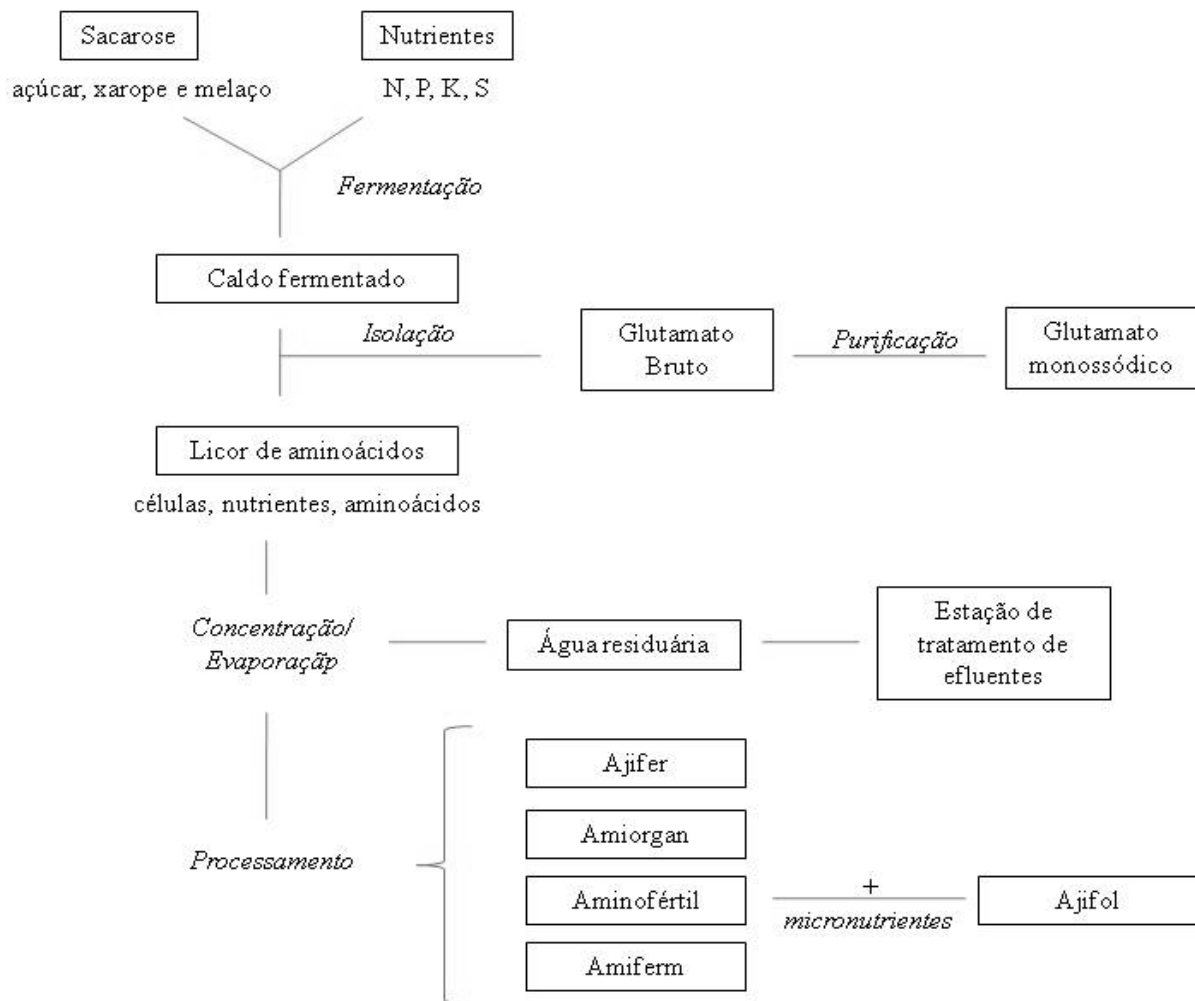 Sacarose
Nutrientes
açúcar, xarope e melaço
N, P, K, S
Fermentação
Caldo fermentado
Isolação
Glutamato
Bruto
Purificação
Glutamato
monossódico
Licor de aminoácidos
células, nutrientes, aminoácidos
Concentração/
Evaporaçãp
Água residuária
Estação de
tratamento de
efluentes
Processamento
Ajifer
Amiorgan
Aminofértil
Amiferm
+
micronutrientes
Ajifol